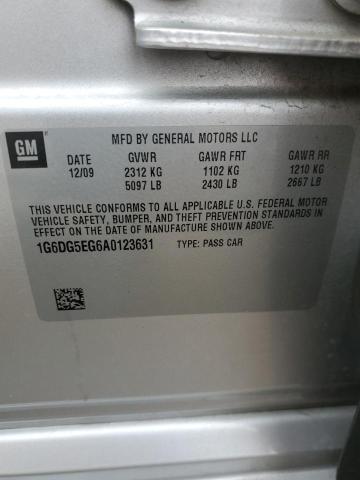 GM
MFD BY GENERAL MOTORS LLC
DATE GVWR GAWR FRT GAWR RR
12/09 2312 KG 1102 KG 1210 KG
5097 LB 2430 LB 2667 LB
THIS VEHICLE CONFORMS TO ALL APPLICABLE U.S. FEDERAL MOTOR
VEHICLE SAFETY, BUMPER, AND THEFT PREVENTION STANDARDS
IN EFFECT ON THE DATE OF MANUFACTURE SHOWN ABOVE.
1G6DG5EG6A0123631 TYPE: PASS CAR